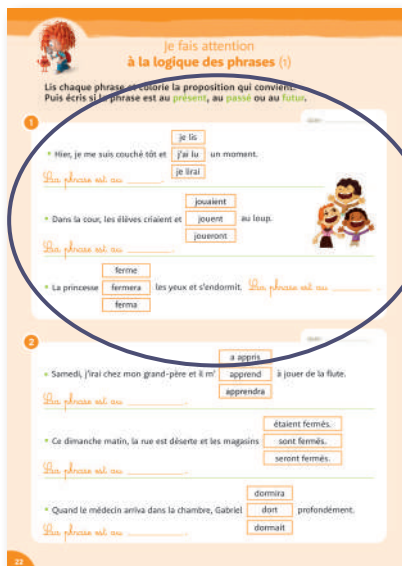 Je fais attention
à la logique des phrases (1)
Lis chaque phrase et colorie la proposition qui convient.
Puis écris si la phrase est au présent, au passé ou au futur.
1
je lis
• Hier, je me suis couché tôt et j'ai lu un moment.
je lirai
La phrase est au ______.
jouaient
• Dans la cour, les élèves criaient et jouent au loup.
joueront
La phrase est au ______.
ferme
• La princesse fermera les yeux et s'endormit. La phrase est au ______.
ferma
2
a appris
• Samedi, j'irai chez mon grand-père et il m' apprend à jouer de la flute.
apprendra
La phrase est au ______.
étaient fermés.
• Ce dimanche matin, la rue est déserte et les magasins sont fermés.
seront fermés.
La phrase est au ______.
dormira
• Quand le médecin arriva dans la chambre, Gabriel dort profondément.
dormait
La phrase est au ______.
22